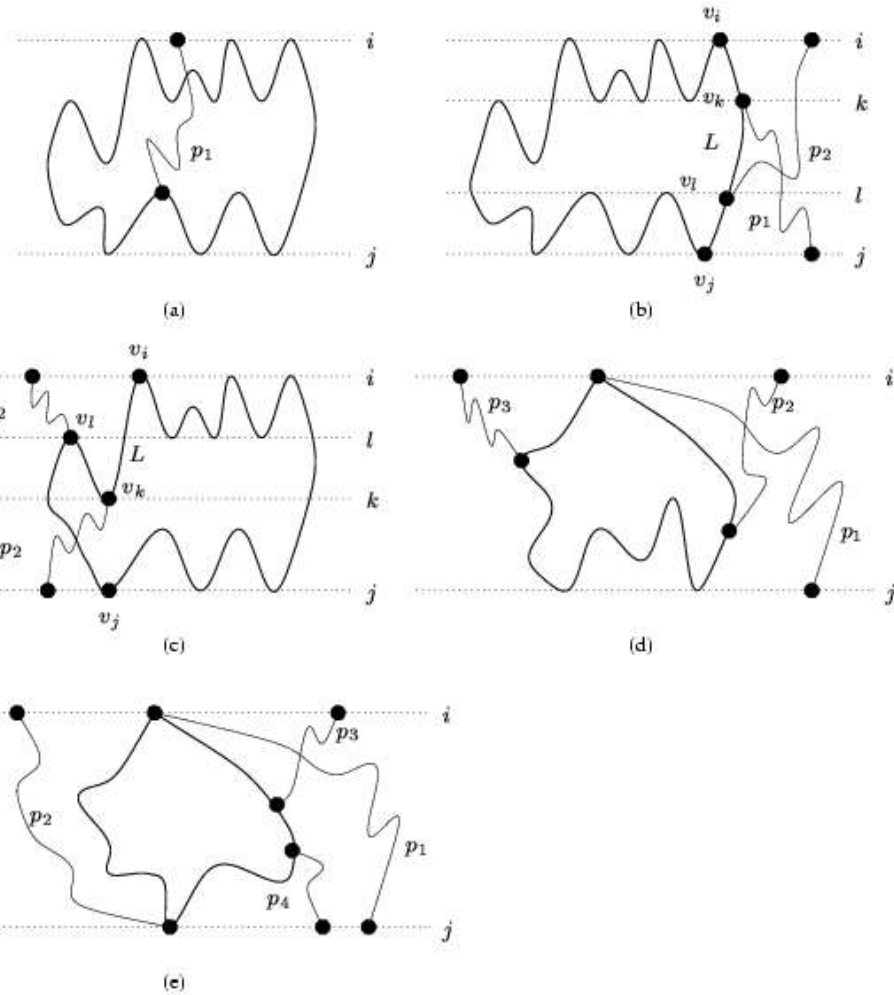 i
p₁
j
(a)
vᵢ
i
vₖ
k
L
p₂
vₗ
l
p₁
j
vⱼ
(b)
vᵢ
i
2
vₗ
l
L
vₖ
k
p₂
j
vⱼ
(c)
i
p₃
p₂
p₁
j
(d)
i
p₃
p₂
p₁
p₄
j
(e)